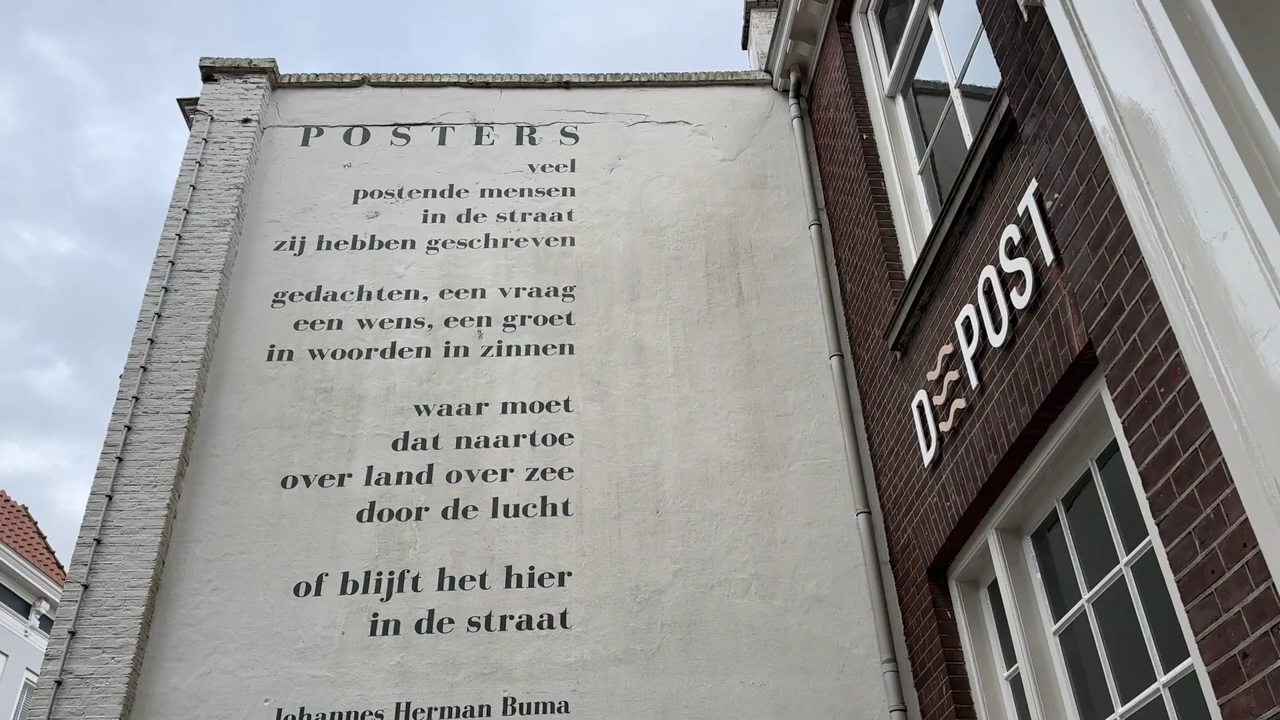 POSTERS
veel
postende mensen
in de straat
zij hebben geschreven
gedachten, een vraag
een wens, een groet
in woorden in zinnen
waar moet
dat naartoe
over land over zee
door de lucht
of blijft het hier
in de straat
Johannes Herman Buma
DE POST